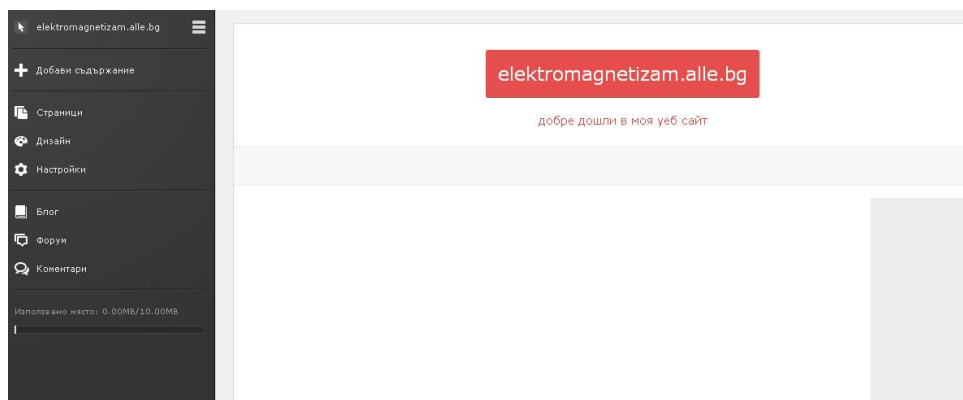 elektromagnetizam.alle.bg
Добави съдържание
Страници
Дизайн
Настройки
Блог
Форум
Коментари
Използвано място: 0.00MB/10.00MB
elektromagnetizam.alle.bg
добре дошли в моя уеб сайт